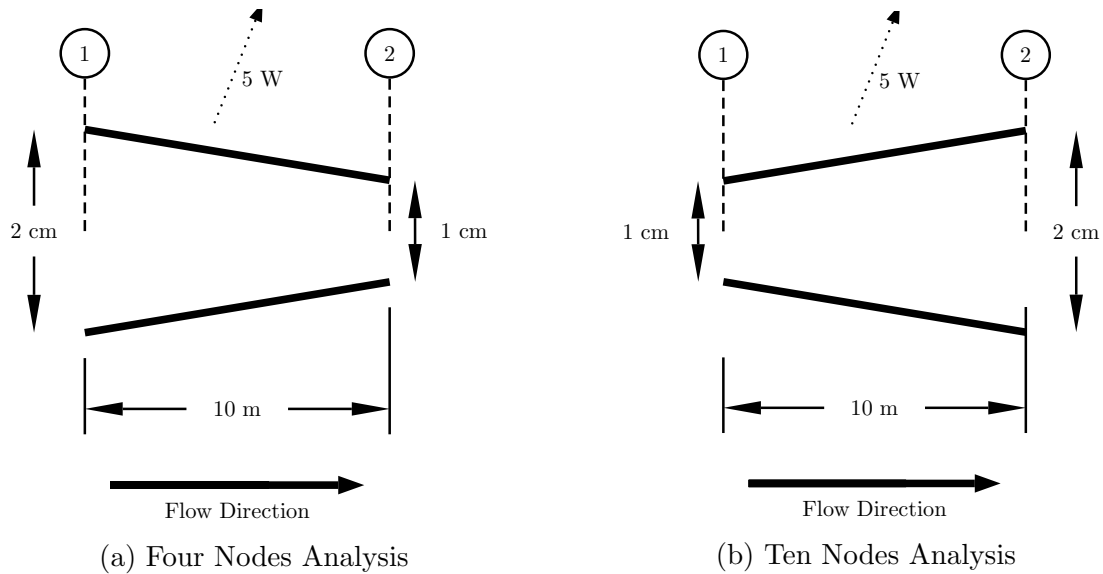 1
2
5 W
2 cm
1 cm
10 m
Flow Direction
(a) Four Nodes Analysis
1
2
5 W
1 cm
2 cm
10 m
Flow Direction
(b) Ten Nodes Analysis